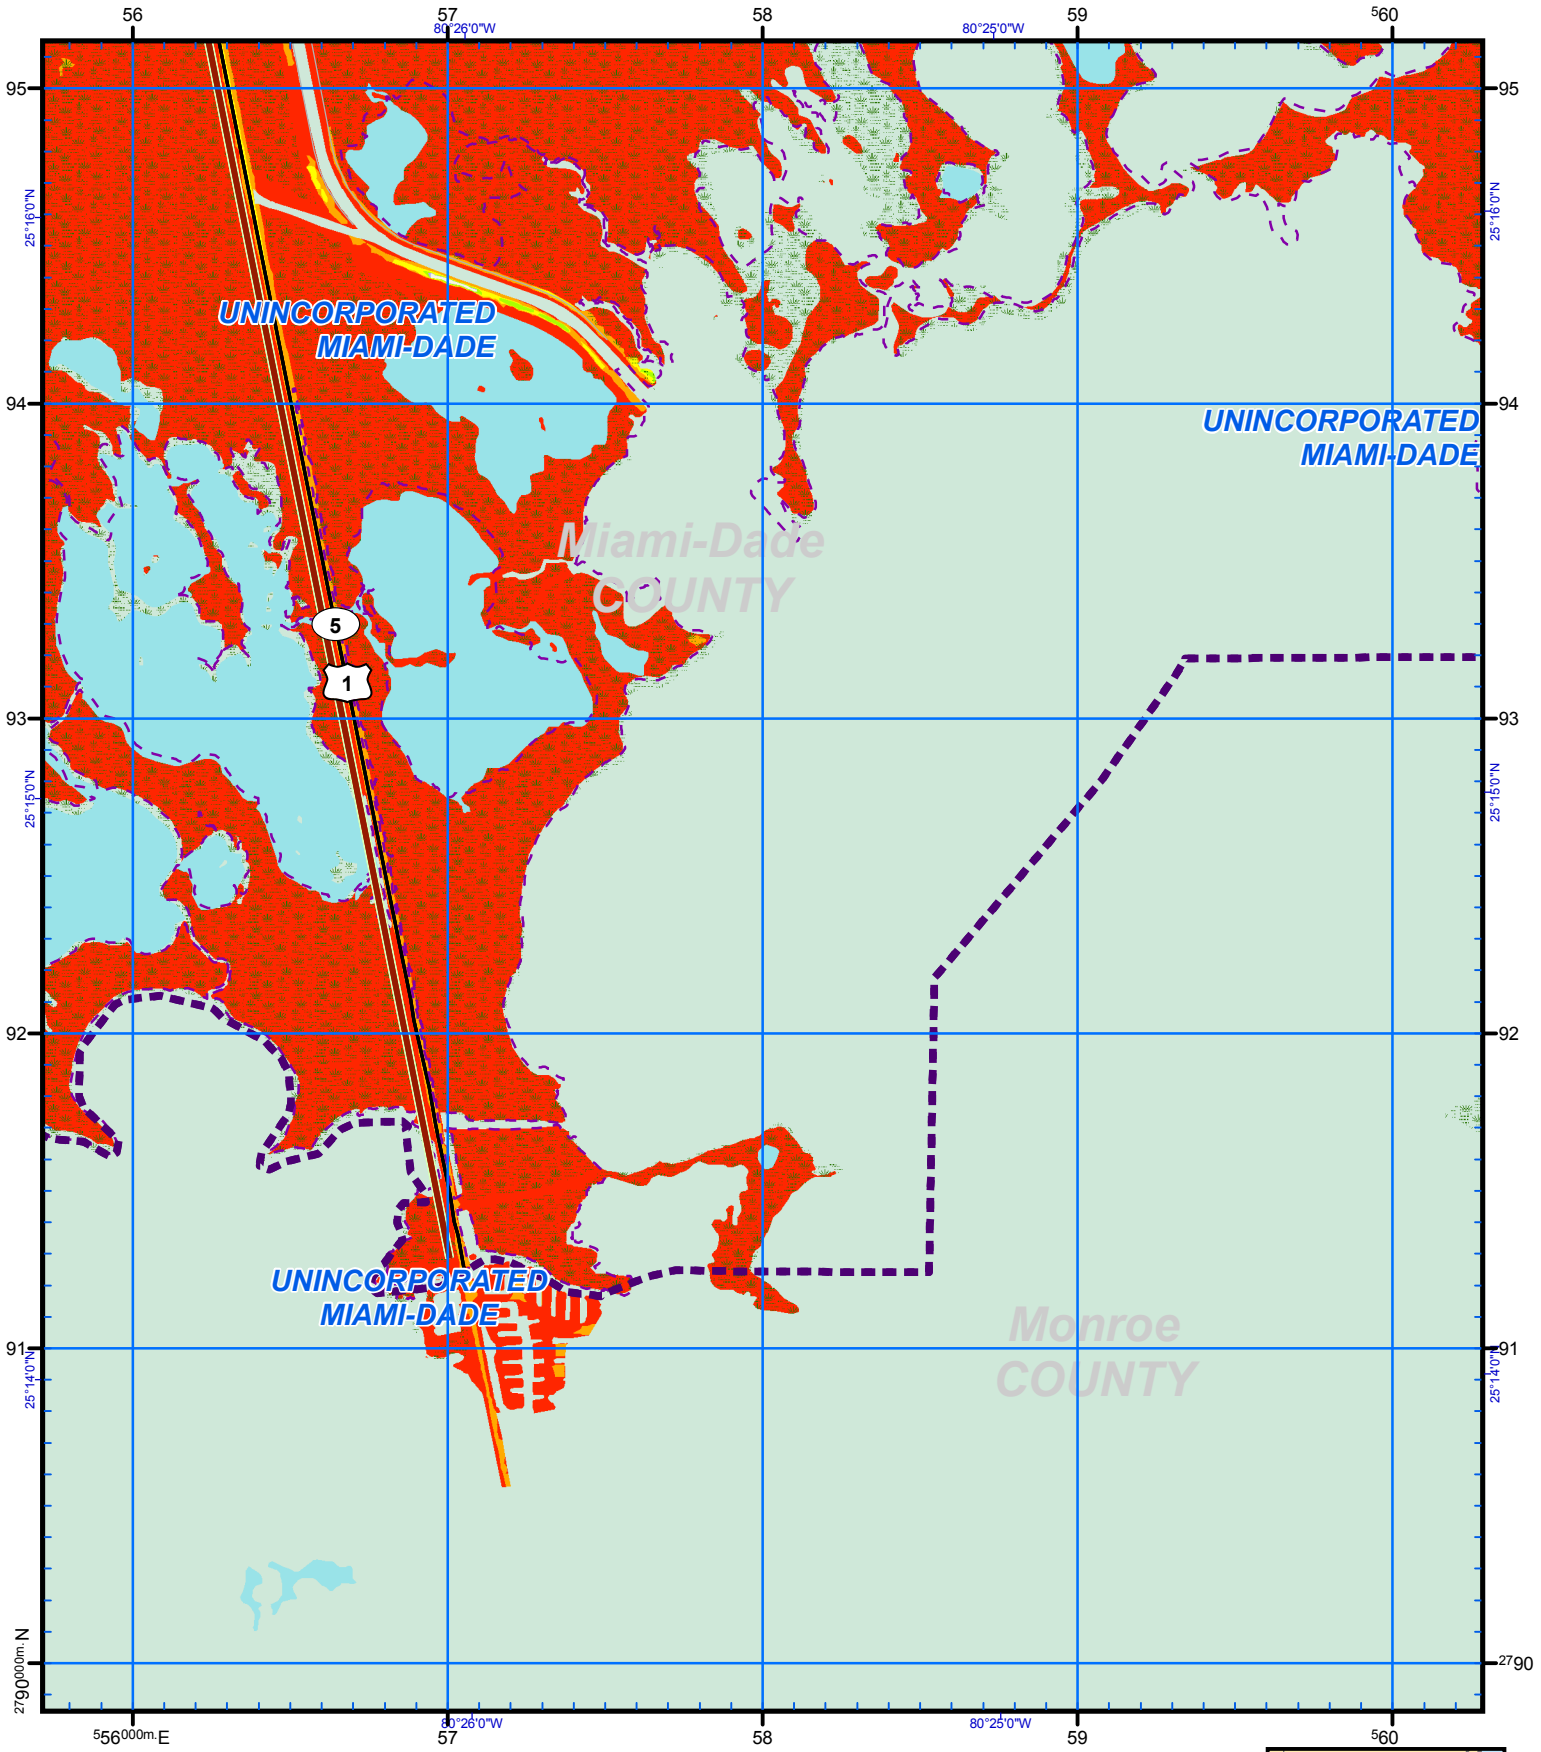 56
57
58
59
560
80°26'0"W
80°25'0"W
95
95
25°16'0"N
25°16'0"N
UNINCORPORATED
MIAMI-DADE
94
94
UNINCORPORATED
MIAMI-DADE
Miami-Dade
COUNTY
5
1
93
93
25°15'0"N
25°15'0"N
92
92
UNINCORPORATED
MIAMI-DADE
Monroe
COUNTY
91
91
25°14'0"N
25°14'0"N
2790000m. N
2790
80°26'0"W
80°25'0"W
556000m. E
57
58
59
560